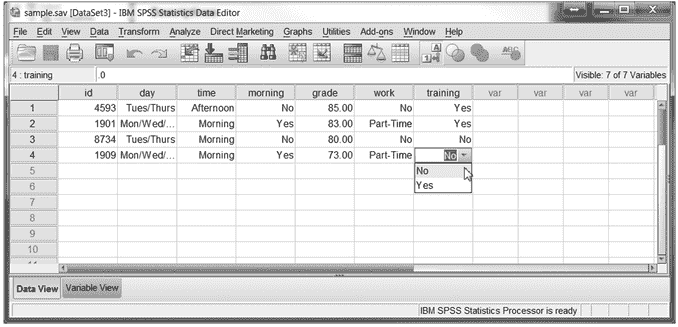 sample.sav [DataSet3] - IBM SPSS Statistics Data Editor
File Edit View Data Transform Analyze Direct Marketing Graphs Utilities Add-ons Window Help
4 : training .0 Visible: 7 of 7 Variables
id day time morning grade work training var var var var
1 4593 Tues/Thurs Afternoon No 85.00 No Yes
2 1901 Mon/Wed/... Morning Yes 83.00 Part-Time Yes
3 8734 Tues/Thurs Morning No 80.00 No No
4 1909 Mon/Wed/... Morning Yes 73.00 Part-Time No
5 No
6 Yes
7
8
9
10
Data View Variable View
IBM SPSS Statistics Processor is ready